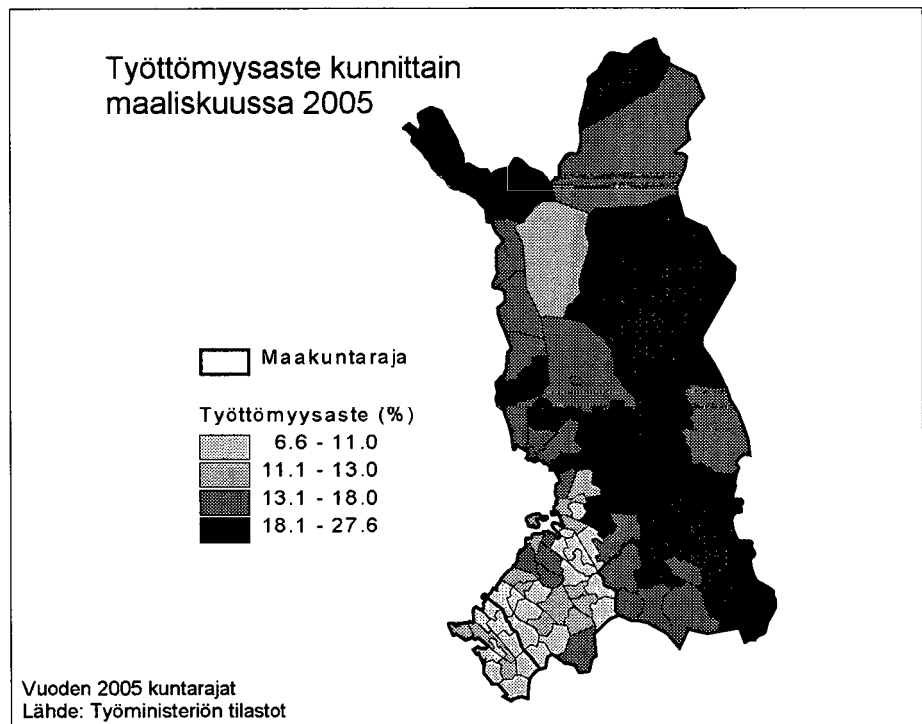 Työttömyysaste kunnittain
maaliskuussa 2005
Maakuntaraja
Työttömyysaste (%)
6.6 - 11.0
11.1 - 13.0
13.1 - 18.0
18.1 - 27.6
Vuoden 2005 kuntarajat
Lähde: Työministeriön tilastot